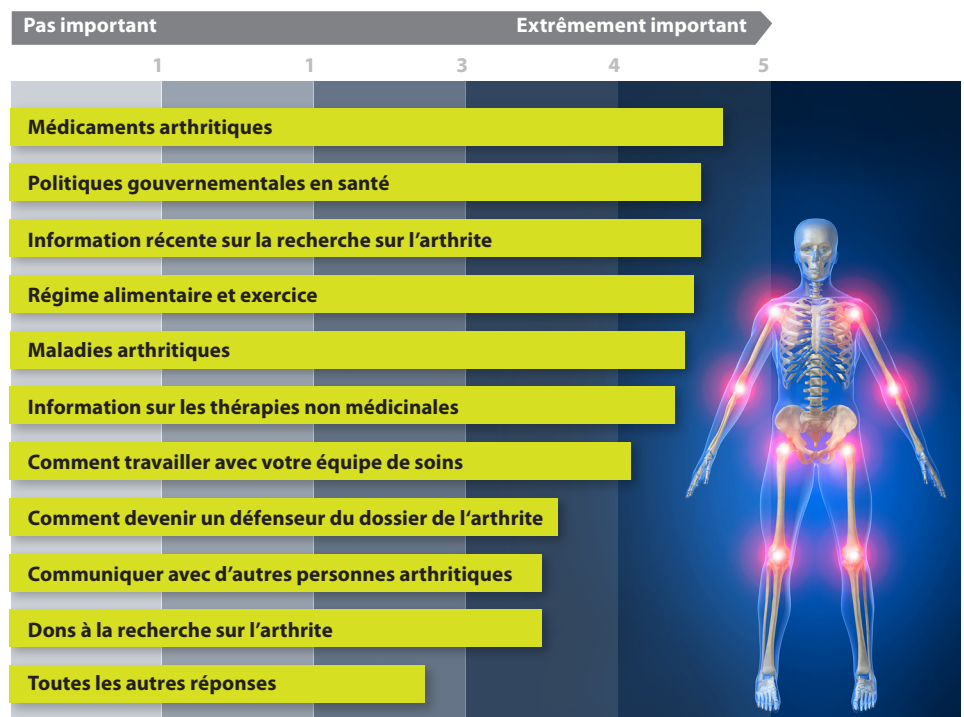 Pas important Extrêmement important
1 1 3 4 5
Médicaments arthritiques
Politiques gouvernementales en santé
Information récente sur la recherche sur l’arthrite
Régime alimentaire et exercice
Maladies arthritiques
Information sur les thérapies non médicinales
Comment travailler avec votre équipe de soins
Comment devenir un défenseur du dossier de l‘arthrite
Communiquer avec d’autres personnes arthritiques
Dons à la recherche sur l’arthrite
Toutes les autres réponses